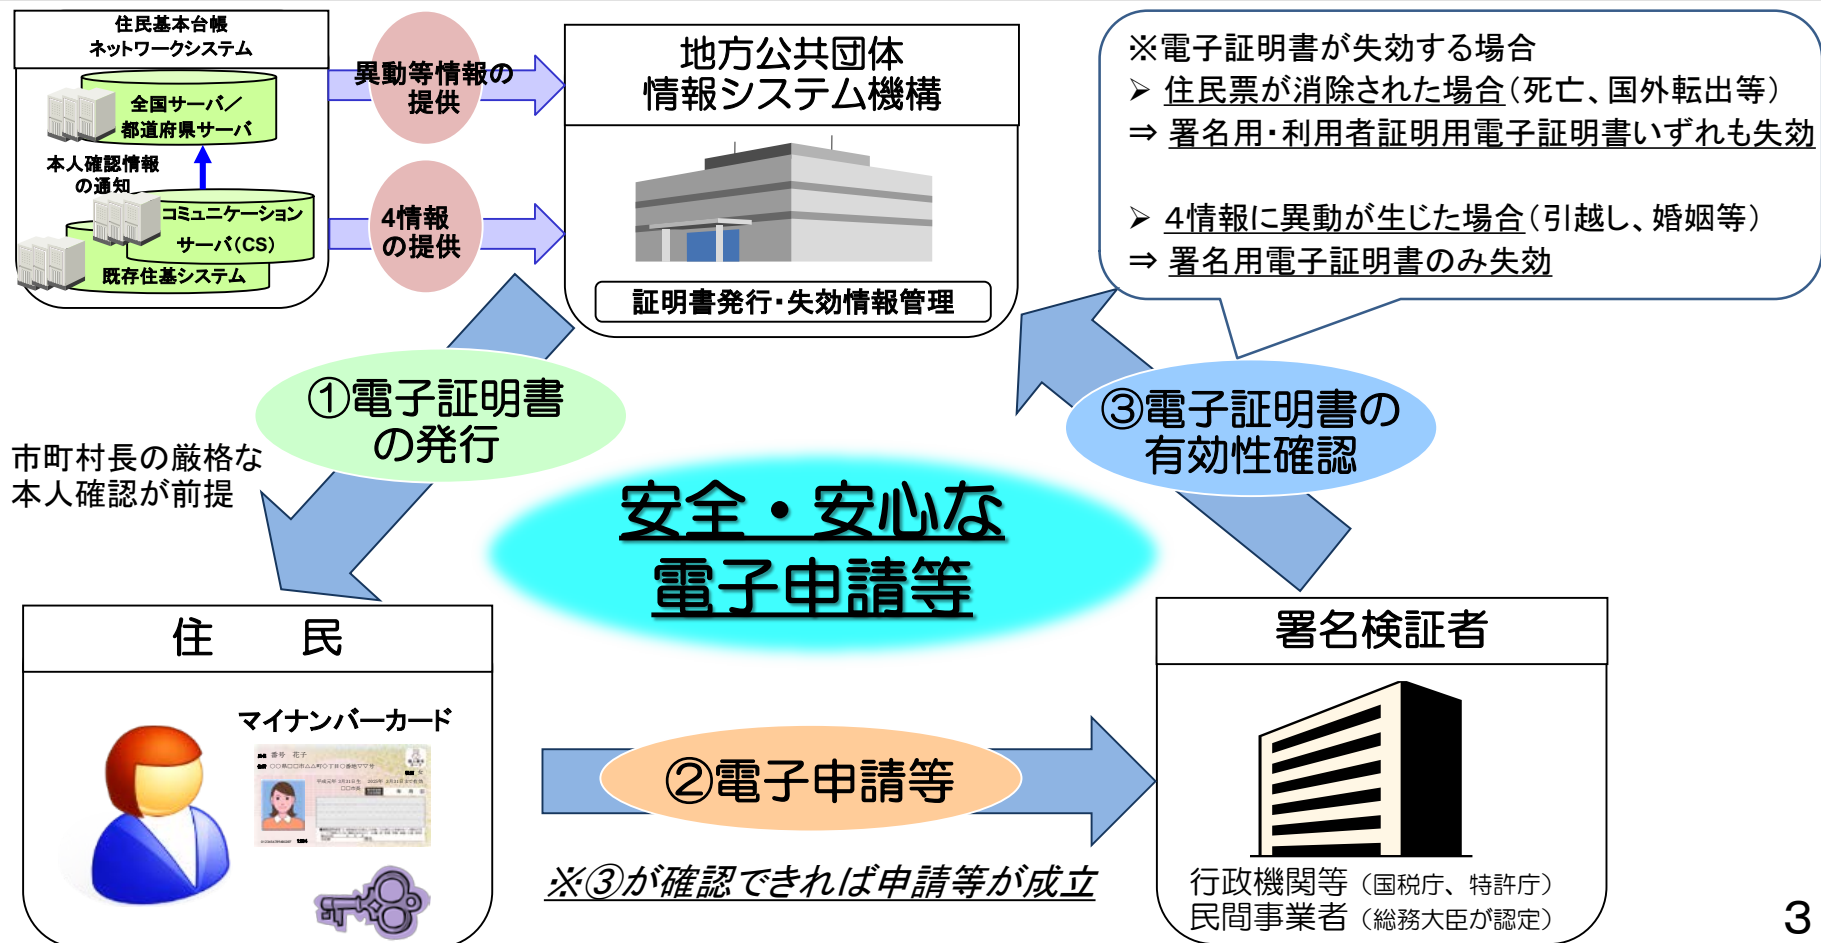 住民基本台帳
ネットワークシステム
全国サーバ／
都道府県サーバ
本人確認情報
の通知
コミュニケーション
サーバ(CS)
既存住基システム
異動等情報の
提供
4情報
の提供
地方公共団体
情報システム機構
証明書発行・失効情報管理
※電子証明書が失効する場合
➢ 住民票が消除された場合(死亡、国外転出等)
⇒ 署名用・利用者証明用電子証明書いずれも失効
➢ 4情報に異動が生じた場合(引越し、婚姻等)
⇒ 署名用電子証明書のみ失効
①電子証明書
の発行
市町村長の厳格な
本人確認が前提
③電子証明書の
有効性確認
安全・安心な
電子申請等
住　民
マイナンバーカード
番号 花子
②電子申請等
※③が確認できれば申請等が成立
署名検証者
行政機関等（国税庁、特許庁）
民間事業者（総務大臣が認定）
3